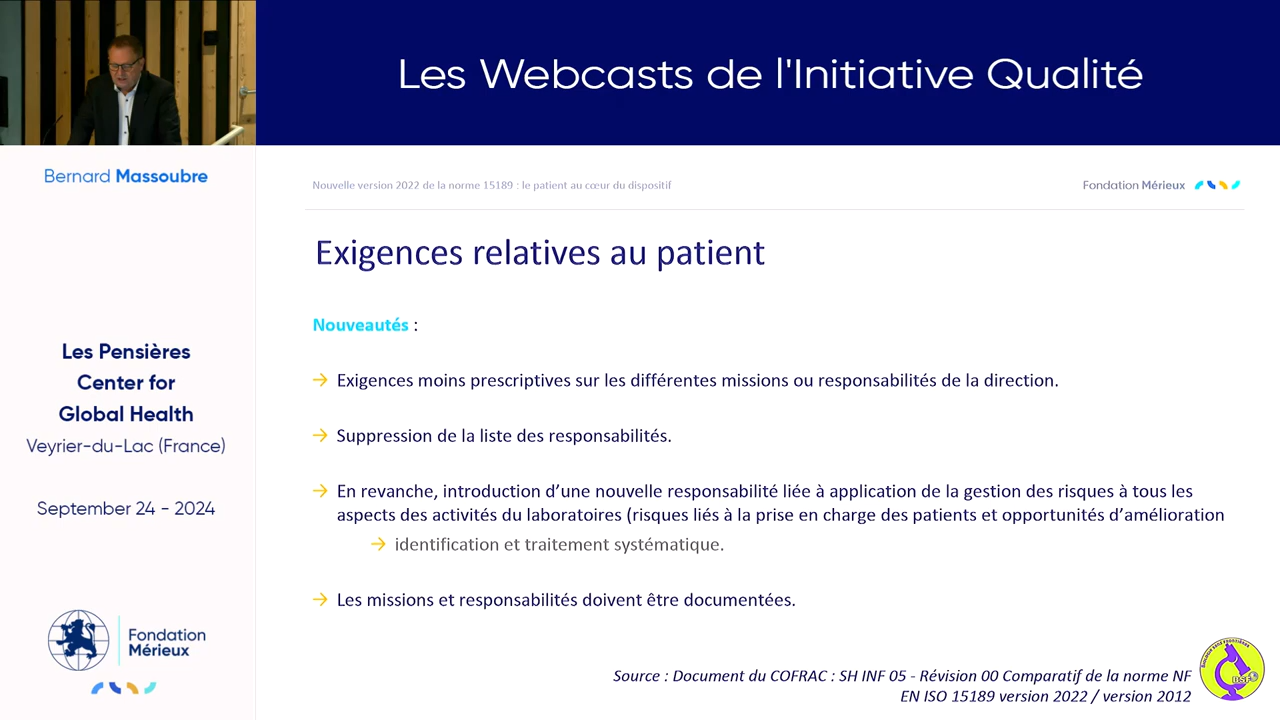 Les Webcasts de l'Initiative Qualité
Bernard Massoubre
Les Pensières
Center for
Global Health
Veyrier-du-Lac (France)
September 24 - 2024
Fondation
Mérieux
Nouvelle version 2022 de la norme 15189 : le patient au cœur du dispositif
Fondation Mérieux
Exigences relatives au patient
Nouveautés :
→ Exigences moins prescriptives sur les différentes missions ou responsabilités de la direction.
→ Suppression de la liste des responsabilités.
→ En revanche, introduction d’une nouvelle responsabilité liée à application de la gestion des risques à tous les
aspects des activités du laboratoires (risques liés à la prise en charge des patients et opportunités d’amélioration
→ identification et traitement systématique.
→ Les missions et responsabilités doivent être documentées.
Source : Document du COFRAC : SH INF 05 - Révision 00 Comparatif de la norme NF
EN ISO 15189 version 2022 / version 2012
BSF